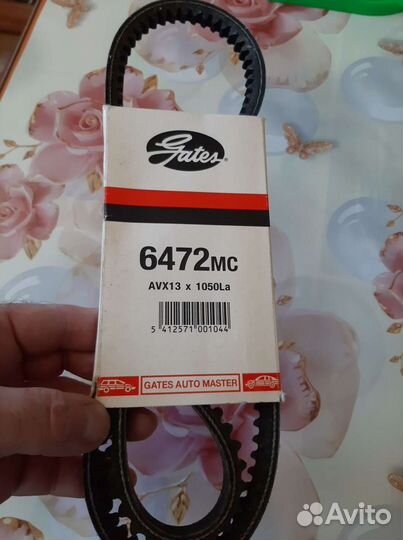 Gates
6472MC
AVX13 x 1050La
5 412571 001044
GATES AUTO MASTER
Avito